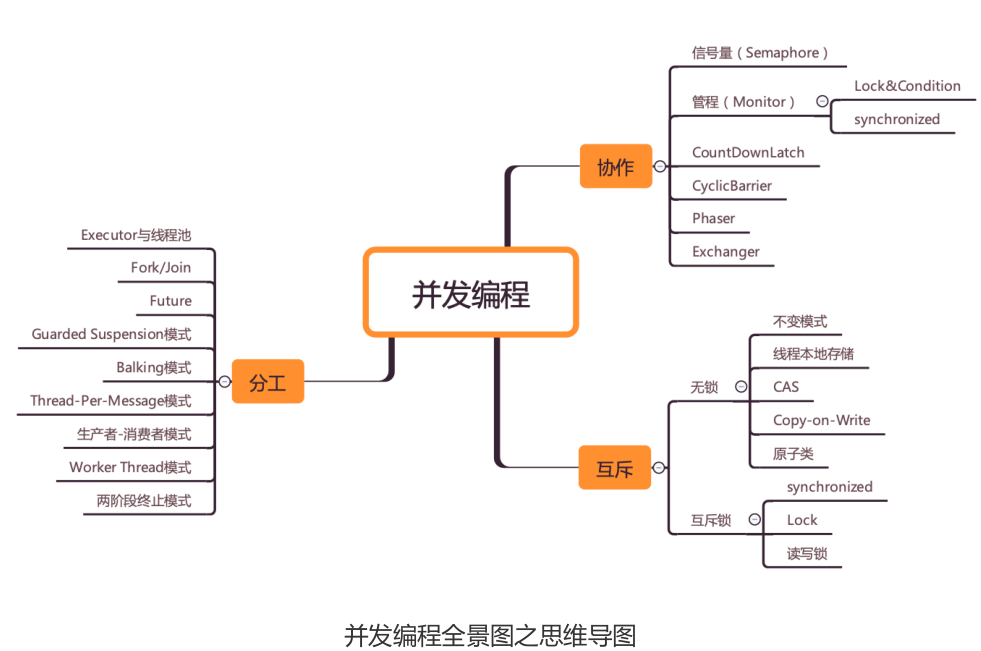 并发编程
协作
信号量（Semaphore）
管程（Monitor）
Lock&Condition
synchronized
CountDownLatch
CyclicBarrier
Phaser
Exchanger
分工
Executor与线程池
Fork/Join
Future
Guarded Suspension模式
Balking模式
Thread-Per-Message模式
生产者-消费者模式
Worker Thread模式
两阶段终止模式
互斥
无锁
不变模式
线程本地存储
CAS
Copy-on-Write
原子类
互斥锁
synchronized
Lock
读写锁
并发编程全景图之思维导图